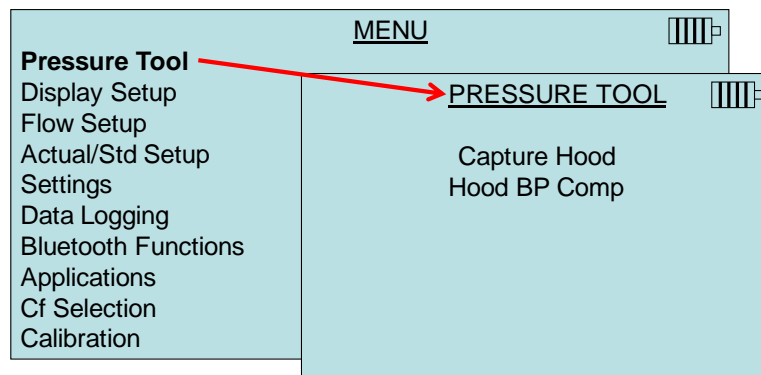 MENU
Pressure Tool
Display Setup
Flow Setup
Actual/Std Setup
Settings
Data Logging
Bluetooth Functions
Applications
Cf Selection
Calibration
PRESSURE TOOL
Capture Hood
Hood BP Comp